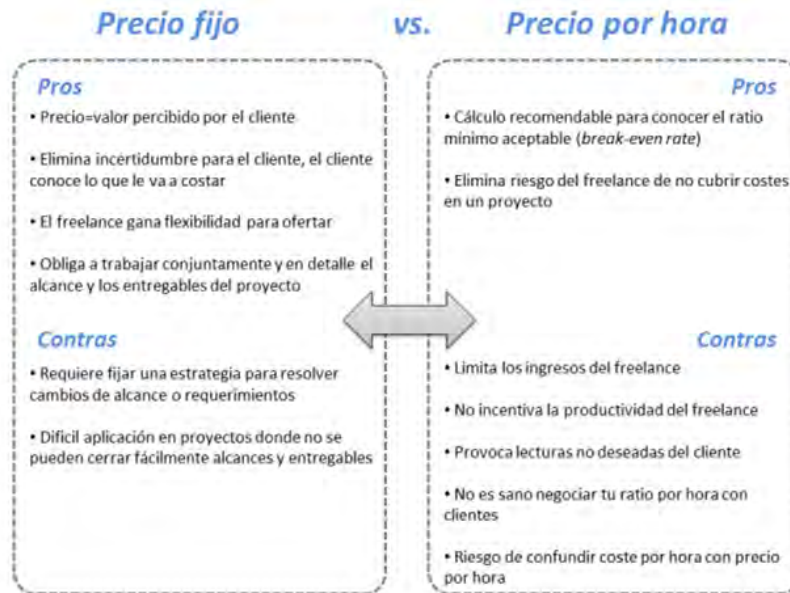 Precio fijo vs. Precio por hora
Pros
• Precio=valor percibido por el cliente
• Elimina incertidumbre para el cliente, el cliente
conoce lo que le va a costar
• El freelance gana flexibilidad para ofertar
• Obliga a trabajar conjuntamente y en detalle el
alcance y los entregables del proyecto
Contras
• Requiere fijar una estrategia para resolver
cambios de alcance o requerimientos
• Dificil aplicación en proyectos donde no se
pueden cerrar fácilmente alcances y entregables
Pros
• Cálculo recomendable para conocer el ratio
mínimo aceptable (break-even rate)
• Elimina riesgo del freelance de no cubrir costes
en un proyecto
Contras
• Limita los ingresos del freelance
• No incentiva la productividad del freelance
• Provoca lecturas no deseadas del cliente
• No es sano negociar tu ratio por hora con
clientes
• Riesgo de confundir coste por hora con precio
por hora